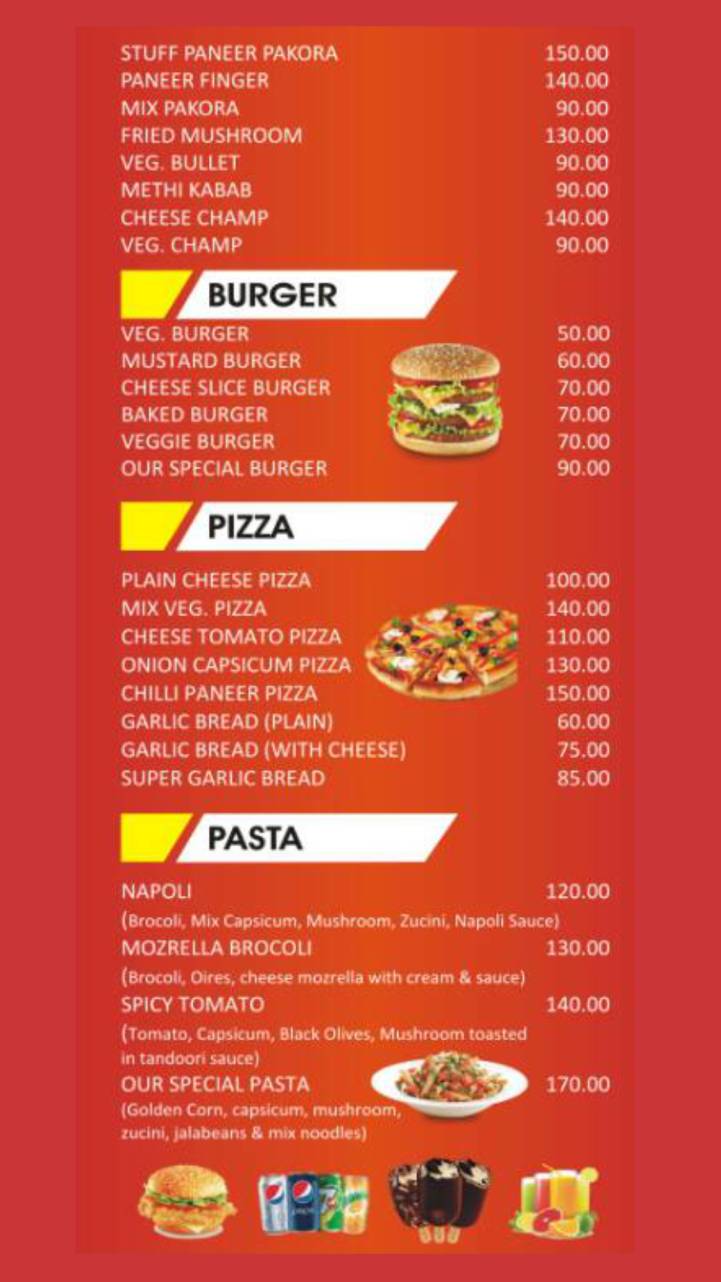 STUFF PANEER PAKORA 150.00
PANEER FINGER 140.00
MIX PAKORA 90.00
FRIED MUSHROOM 130.00
VEG. BULLET 90.00
METHI KABAB 90.00
CHEESE CHAMP 140.00
VEG. CHAMP 90.00
BURGER
VEG. BURGER 50.00
MUSTARD BURGER 60.00
CHEESE SLICE BURGER 70.00
BAKED BURGER 70.00
VEGGIE BURGER 70.00
OUR SPECIAL BURGER 90.00
PIZZA
PLAIN CHEESE PIZZA 100.00
MIX VEG. PIZZA 140.00
CHEESE TOMATO PIZZA 110.00
ONION CAPSICUM PIZZA 130.00
CHILLI PANEER PIZZA 150.00
GARLIC BREAD (PLAIN) 60.00
GARLIC BREAD (WITH CHEESE) 75.00
SUPER GARLIC BREAD 85.00
PASTA
NAPOLI 120.00
(Brocoli, Mix Capsicum, Mushroom, Zucini, Napoli Sauce)
MOZRELLA BROCOLI 130.00
(Brocoli, Oires, cheese mozrella with cream & sauce)
SPICY TOMATO 140.00
(Tomato, Capsicum, Black Olives, Mushroom toasted
in tandoori sauce)
OUR SPECIAL PASTA 170.00
(Golden Corn, capsicum, mushroom,
zucini, jalabeans & mix noodles)